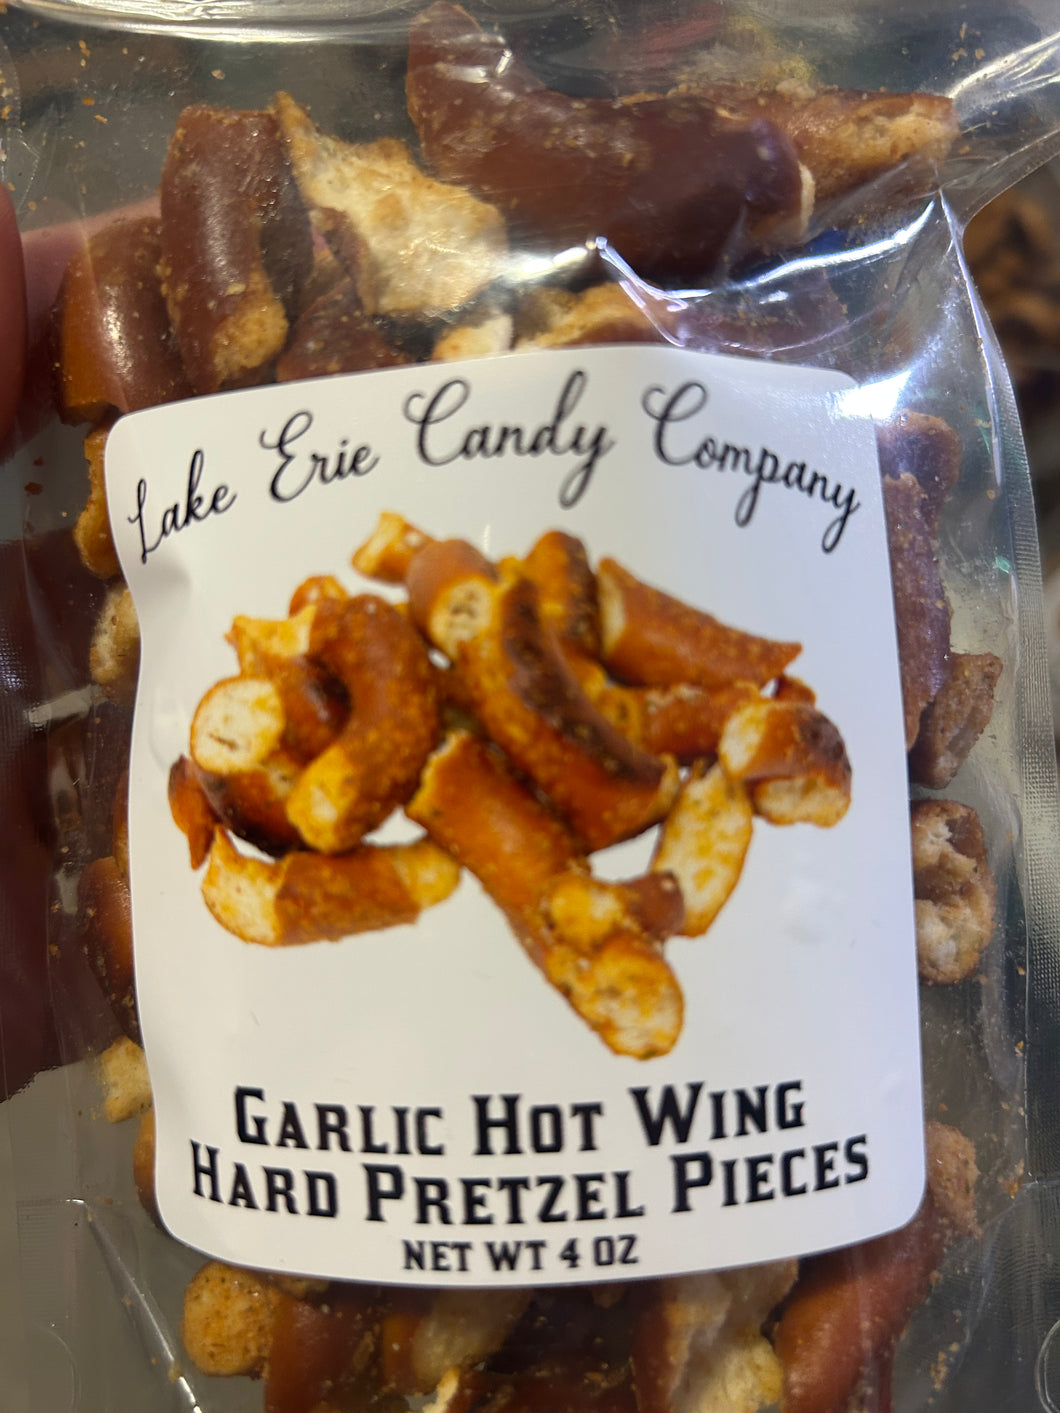 Lake Erie Candy Company
GARLIC HOT WING
HARD PRETZEL PIECES
NET WT 4 OZ